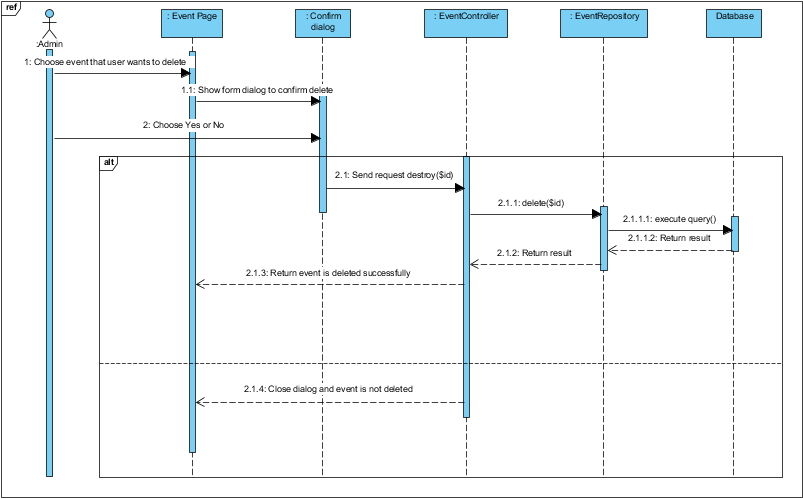 ref
:Admin
: Event Page
: Confirm
dialog
: EventController
: EventRepository
Database
1: Choose event that user wants to delete
1.1: Show form dialog to confirm delete
2: Choose Yes or No
alt
2.1: Send request destroy($id)
2.1.1: delete($id)
2.1.1.1: execute query()
2.1.1.2: Return result
2.1.2: Return result
2.1.3: Return event is deleted successfully
2.1.4: Close dialog and event is not deleted